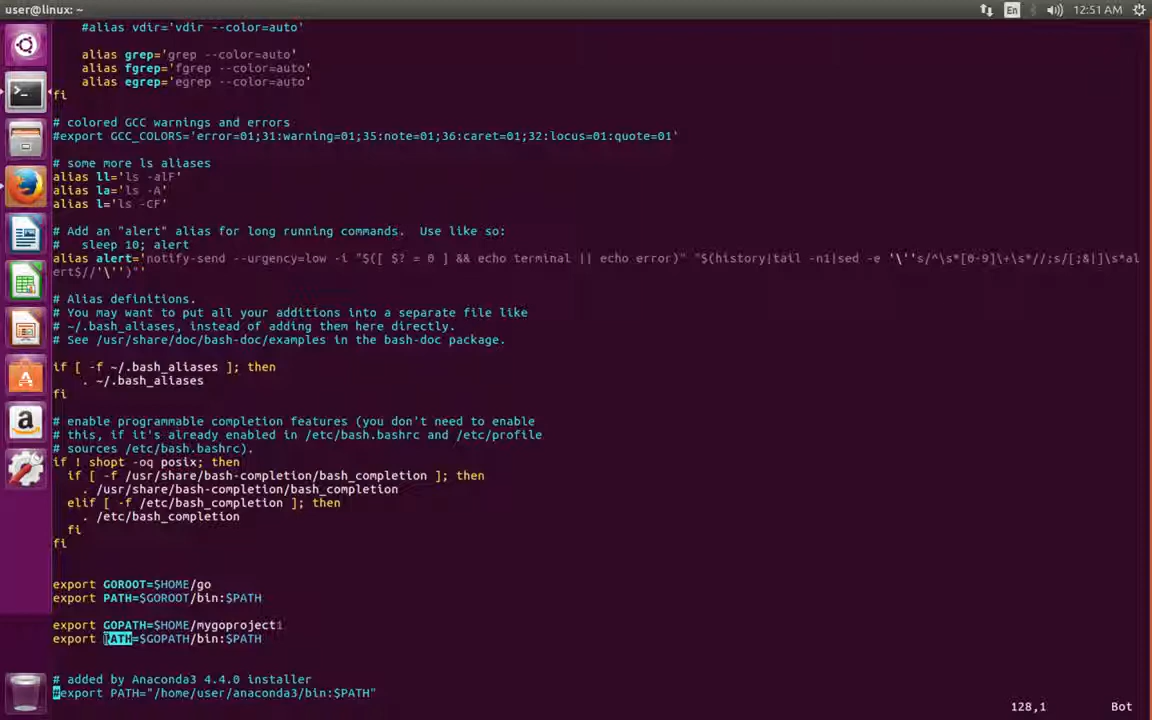 user@linux: ~
En
12:51 AM
#alias vdir='vdir --color=auto'
alias grep='grep --color=auto'
alias fgrep='fgrep --color=auto'
alias egrep='egrep --color=auto'
fi
# colored GCC warnings and errors
#export GCC_COLORS='error=01;31:warning=01;35:note=01;36:caret=01;32:locus=01:quote=01'
# some more ls aliases
alias ll='ls -alF'
alias la='ls -A'
alias l='ls -CF'
# Add an "alert" alias for long running commands.  Use like so:
#   sleep 10; alert
alias alert='notify-send --urgency=low -i "$([ $? = 0 ] && echo terminal || echo error)" "$(history|tail -n1|sed -e '\''s/^\s*[0-9]\+\s*//;s/[;&|]\s*al
ert$//'\'')"'
# Alias definitions.
# You may want to put all your additions into a separate file like
# ~/.bash_aliases, instead of adding them here directly.
# See /usr/share/doc/bash-doc/examples in the bash-doc package.
if [ -f ~/.bash_aliases ]; then
. ~/.bash_aliases
fi
# enable programmable completion features (you don't need to enable
# this, if it's already enabled in /etc/bash.bashrc and /etc/profile
# sources /etc/bash.bashrc).
if ! shopt -oq posix; then
if [ -f /usr/share/bash-completion/bash_completion ]; then
. /usr/share/bash-completion/bash_completion
elif [ -f /etc/bash_completion ]; then
. /etc/bash_completion
fi
fi
export GOROOT=$HOME/go
export PATH=$GOROOT/bin:$PATH
export GOPATH=$HOME/mygoproject1
export PATH=$GOPATH/bin:$PATH
# added by Anaconda3 4.4.0 installer
#export PATH="/home/user/anaconda3/bin:$PATH"
128,1
Bot